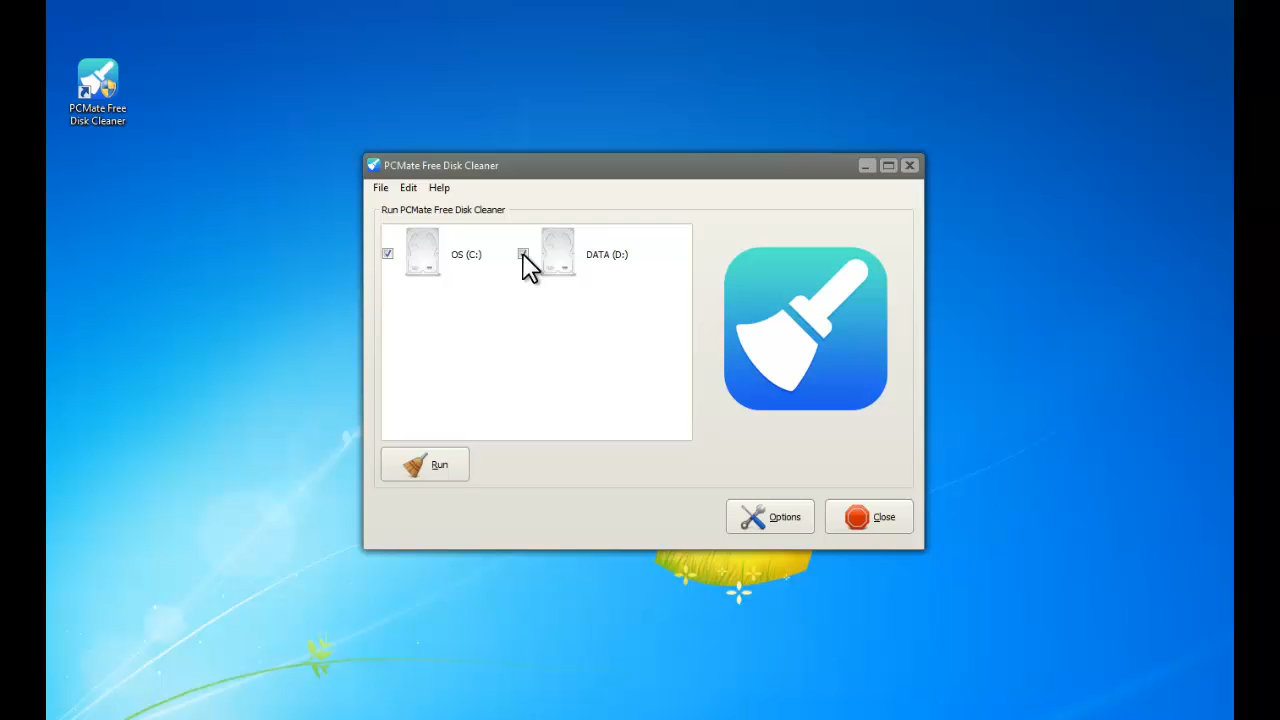 PCMate Free
Disk Cleaner
PCMate Free Disk Cleaner
File Edit Help
Run PCMate Free Disk Cleaner
OS (C:) DATA (D:)
Run
Options Close